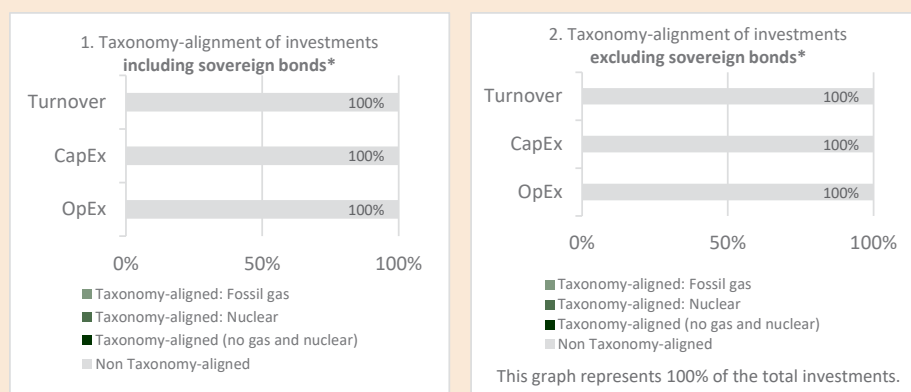 1. Taxonomy-alignment of investments
including sovereign bonds*
Turnover
100%
CapEx
100%
OpEx
100%
0%
50%
100%
Taxonomy-aligned: Fossil gas
Taxonomy-aligned: Nuclear
Taxonomy-aligned (no gas and nuclear)
Non Taxonomy-aligned
2. Taxonomy-alignment of investments
excluding sovereign bonds*
Turnover
100%
CapEx
100%
OpEx
100%
0%
50%
100%
Taxonomy-aligned: Fossil gas
Taxonomy-aligned: Nuclear
Taxonomy-aligned (no gas and nuclear)
Non Taxonomy-aligned
This graph represents 100% of the total investments.